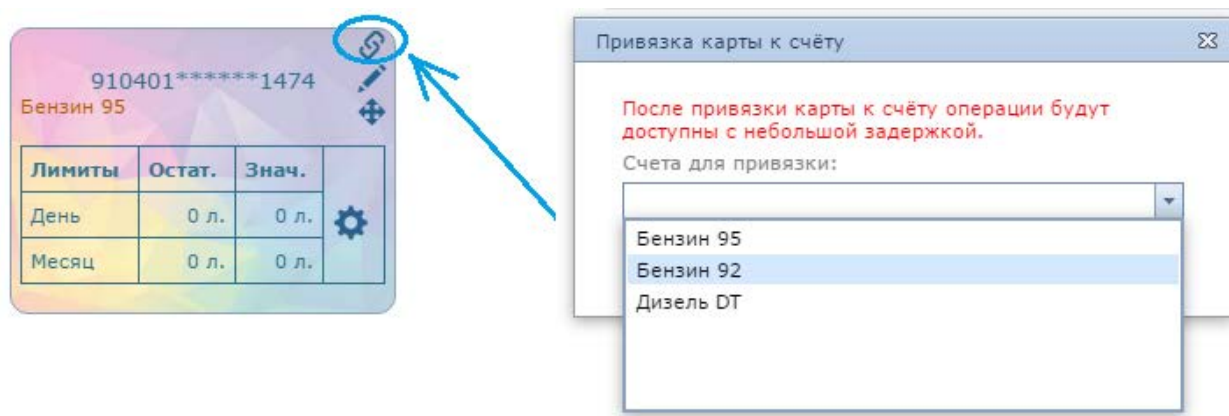 910401******1474
Бензин 95
Лимиты Остат. Знач.
День 0 л. 0 л.
Месяц 0 л. 0 л.
Привязка карты к счёту
После привязки карты к счёту операции будут
доступны с небольшой задержкой.
Счета для привязки:
Бензин 95
Бензин 92
Дизель DT